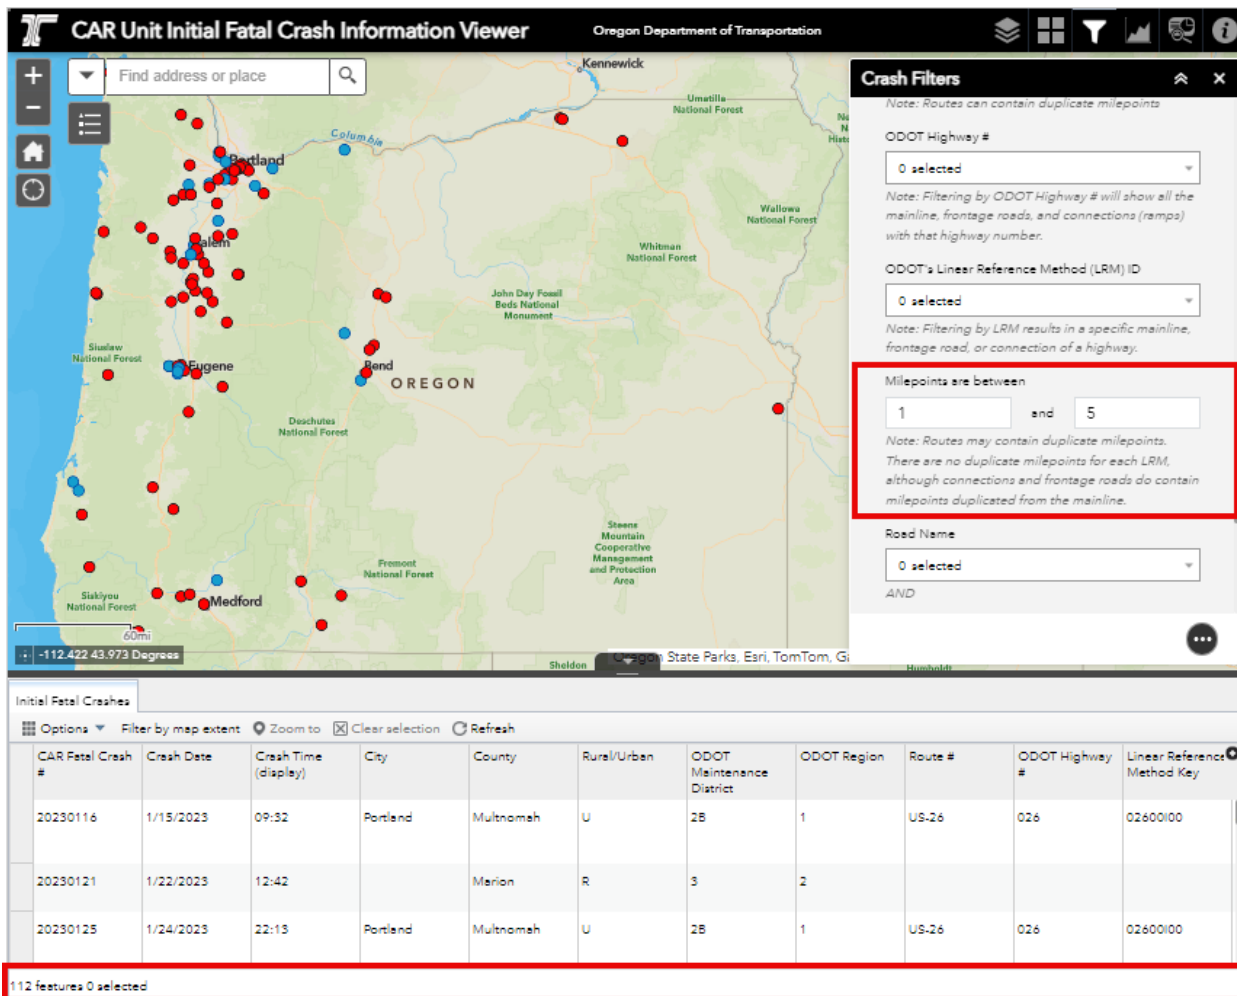 CAR Unit Initial Fatal Crash Information Viewer
Oregon Department of Transportation
Find address or place
Kennewick
Umatilla
National Forest
Columbia
Portland
Wallowa
National Forest
Whitman
National Forest
Salem
John Day Fossil
Beds National
Monument
Siuslaw
National Forest
Eugene
Bend
OREGON
Deschutes
National Forest
Steens
Mountain
Cooperative
Management
and Protection
Area
Fremont
National Forest
Siskiyou
National Forest
Medford
60mi
-112.422 43.973 Degrees
Sheldon
Oregon State Parks, Esri, TomTom, Ga
Humboldt
Crash Filters
Note: Routes can contain duplicate milepoints
ODOT Highway #
0 selected
Note: Filtering by ODOT Highway # will show all the
mainline, frontage roads, and connections (ramps)
with that highway number.
ODOT's Linear Reference Method (LRM) ID
0 selected
Note: Filtering by LRM results in a specific mainline,
frontage road, or connection of a highway.
Milepoints are between
1 and 5
Note: Routes may contain duplicate milepoints.
There are no duplicate milepoints for each LRM,
although connections and frontage roads do contain
milepoints duplicated from the mainline.
Road Name
0 selected
AND
Initial Fatal Crashes
Options Filter by map extent Zoom to Clear selection Refresh
CAR Fatal Crash # Crash Date Crash Time (display) City County Rural/Urban ODOT Maintenance District ODOT Region Route # ODOT Highway # Linear Reference Method Key
20230116 1/15/2023 09:32 Portland Multnomah U 2B 1 US-26 026 02600I00
20230121 1/22/2023 12:42 Marion R 3 2
20230125 1/24/2023 22:13 Portland Multnomah U 2B 1 US-26 026 02600I00
112 features 0 selected